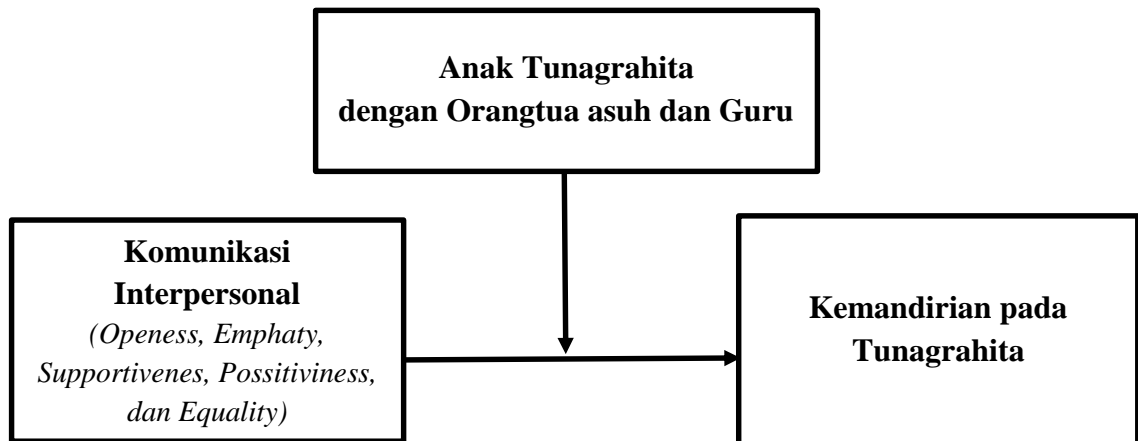 Anak Tunagrahita
dengan Orangtua asuh dan Guru
Komunikasi
Interpersonal
(Openess, Emphaty,
Supportivenes, Possitiviness,
dan Equality)
Kemandirian pada
Tunagrahita